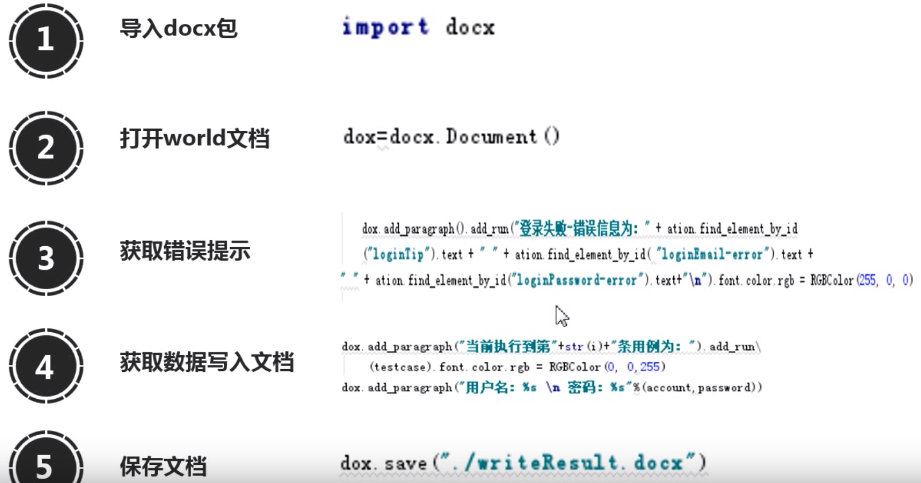 1 导入docx包 import docx
2 打开world文档 dox=docx.Document()
3 获取错误提示
dox.add_paragraph().add_run("登录失败-错误信息为: " + ation.find_element_by_id
("loginTip").text + " " + ation.find_element_by_id( "loginEmail-error").text +
" " + ation.find_element_by_id("loginPassword-error").text+"\n").font.color.rgb = RGBColor(255, 0, 0)
4 获取数据写入文档
dox.add_paragraph("当前执行到第"+str(i)+"条用例为: ").add_run\
(testcase).font.color.rgb = RGBColor(0, 0,255)
dox.add_paragraph("用户名: %s \n 密码: %s"%(account,password))
5 保存文档 dox.save("./writeResult.docx")